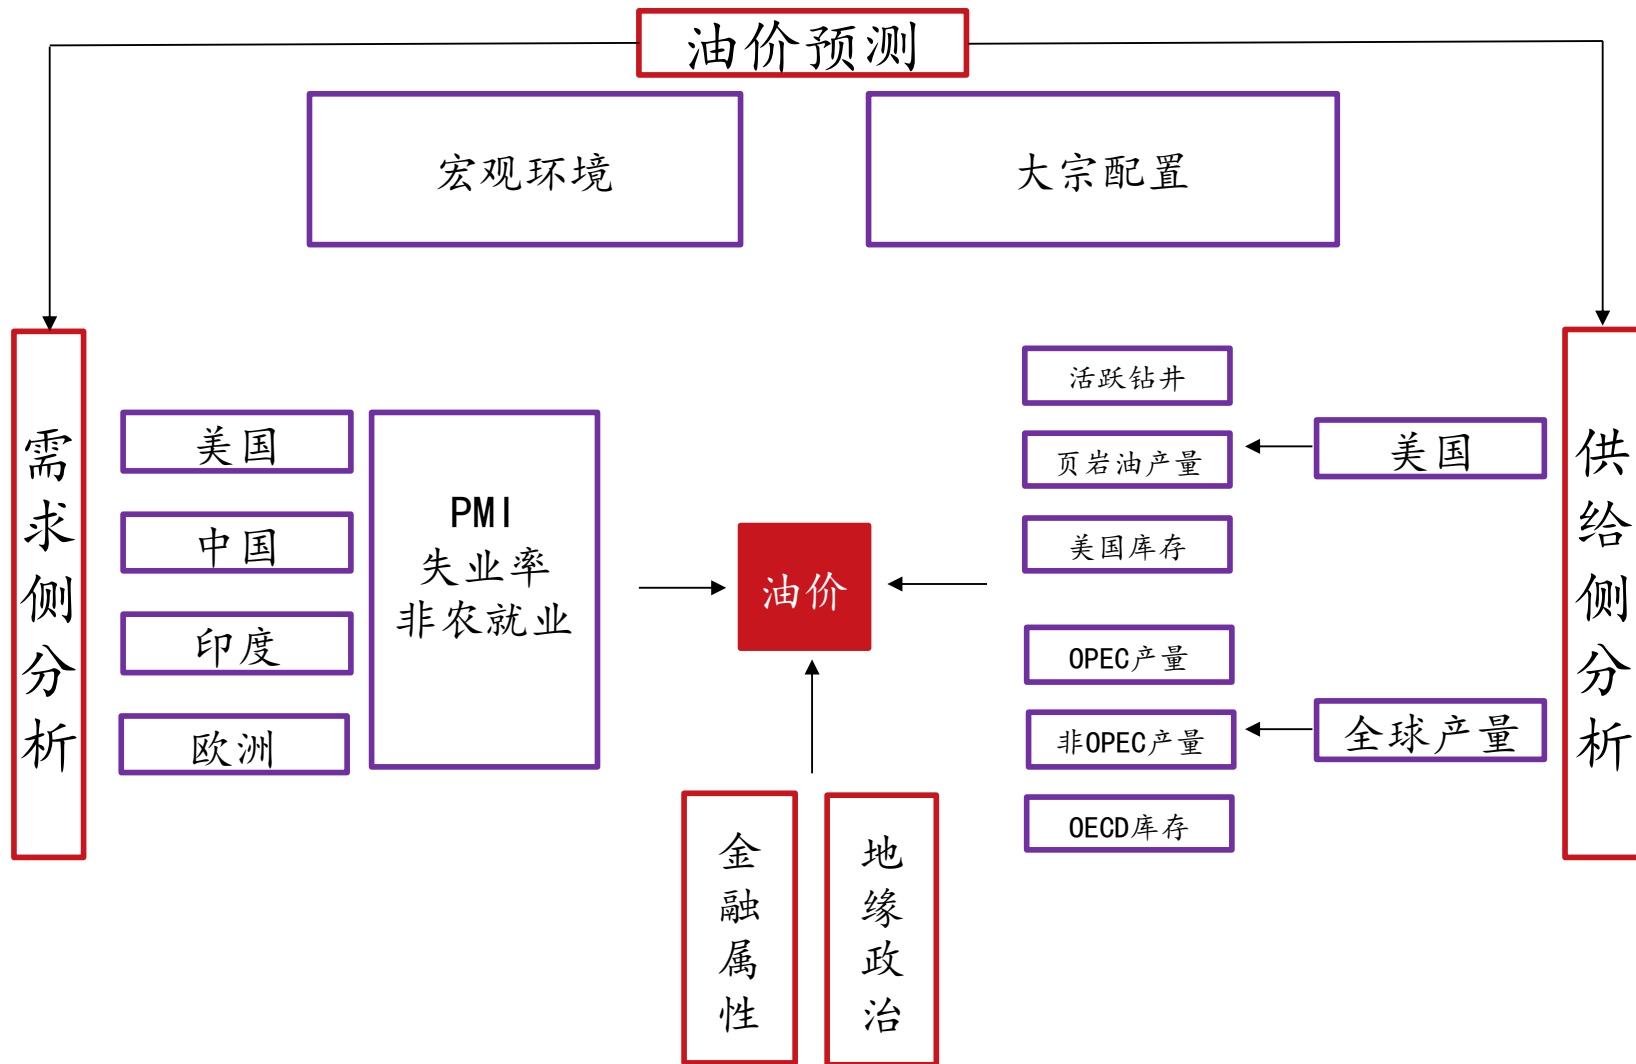 油价预测
宏观环境
大宗配置
需求侧分析
美国
中国
印度
欧洲
PMI
失业率
非农就业
油价
金融属性
地缘政治
活跃钻井
页岩油产量
美国库存
OPEC产量
非OPEC产量
OECD库存
美国
全球产量
供给侧分析